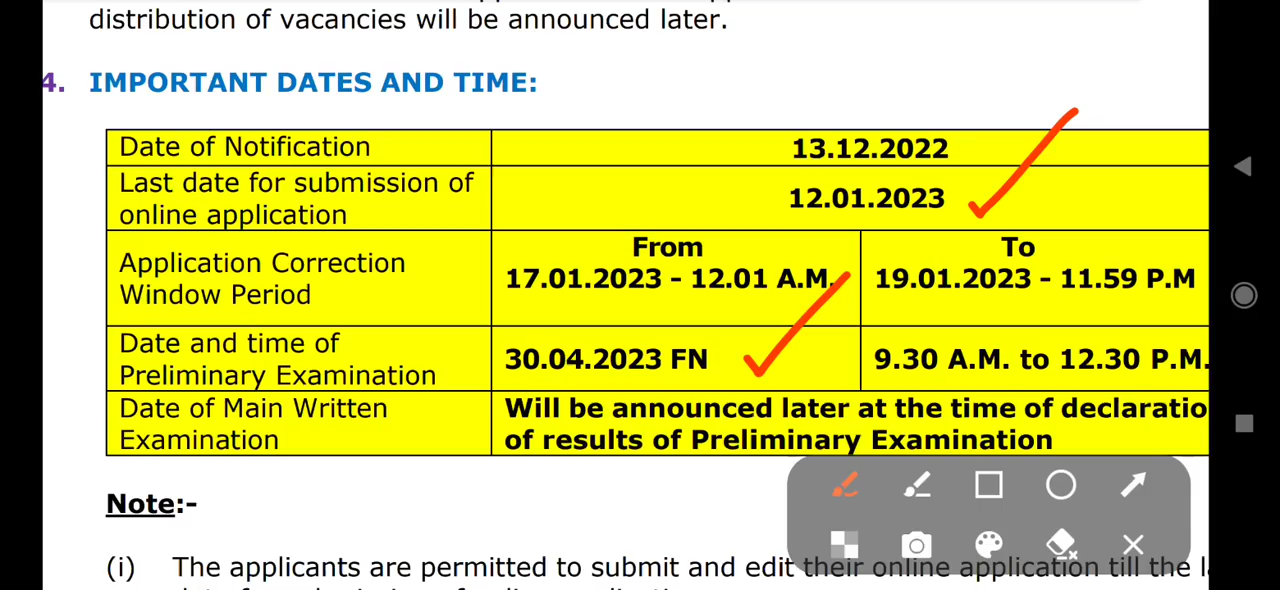 distribution of vacancies will be announced later.
4. IMPORTANT DATES AND TIME:
Date of Notification 13.12.2022
Last date for submission of
online application 12.01.2023
Application Correction
Window Period
From
17.01.2023 - 12.01 A.M.
To
19.01.2023 - 11.59 P.M
Date and time of
Preliminary Examination
30.04.2023 FN
9.30 A.M. to 12.30 P.M.
Date of Main Written
Examination
Will be announced later at the time of declaratio
of results of Preliminary Examination
Note:-
(i) The applicants are permitted to submit and edit their online application till the